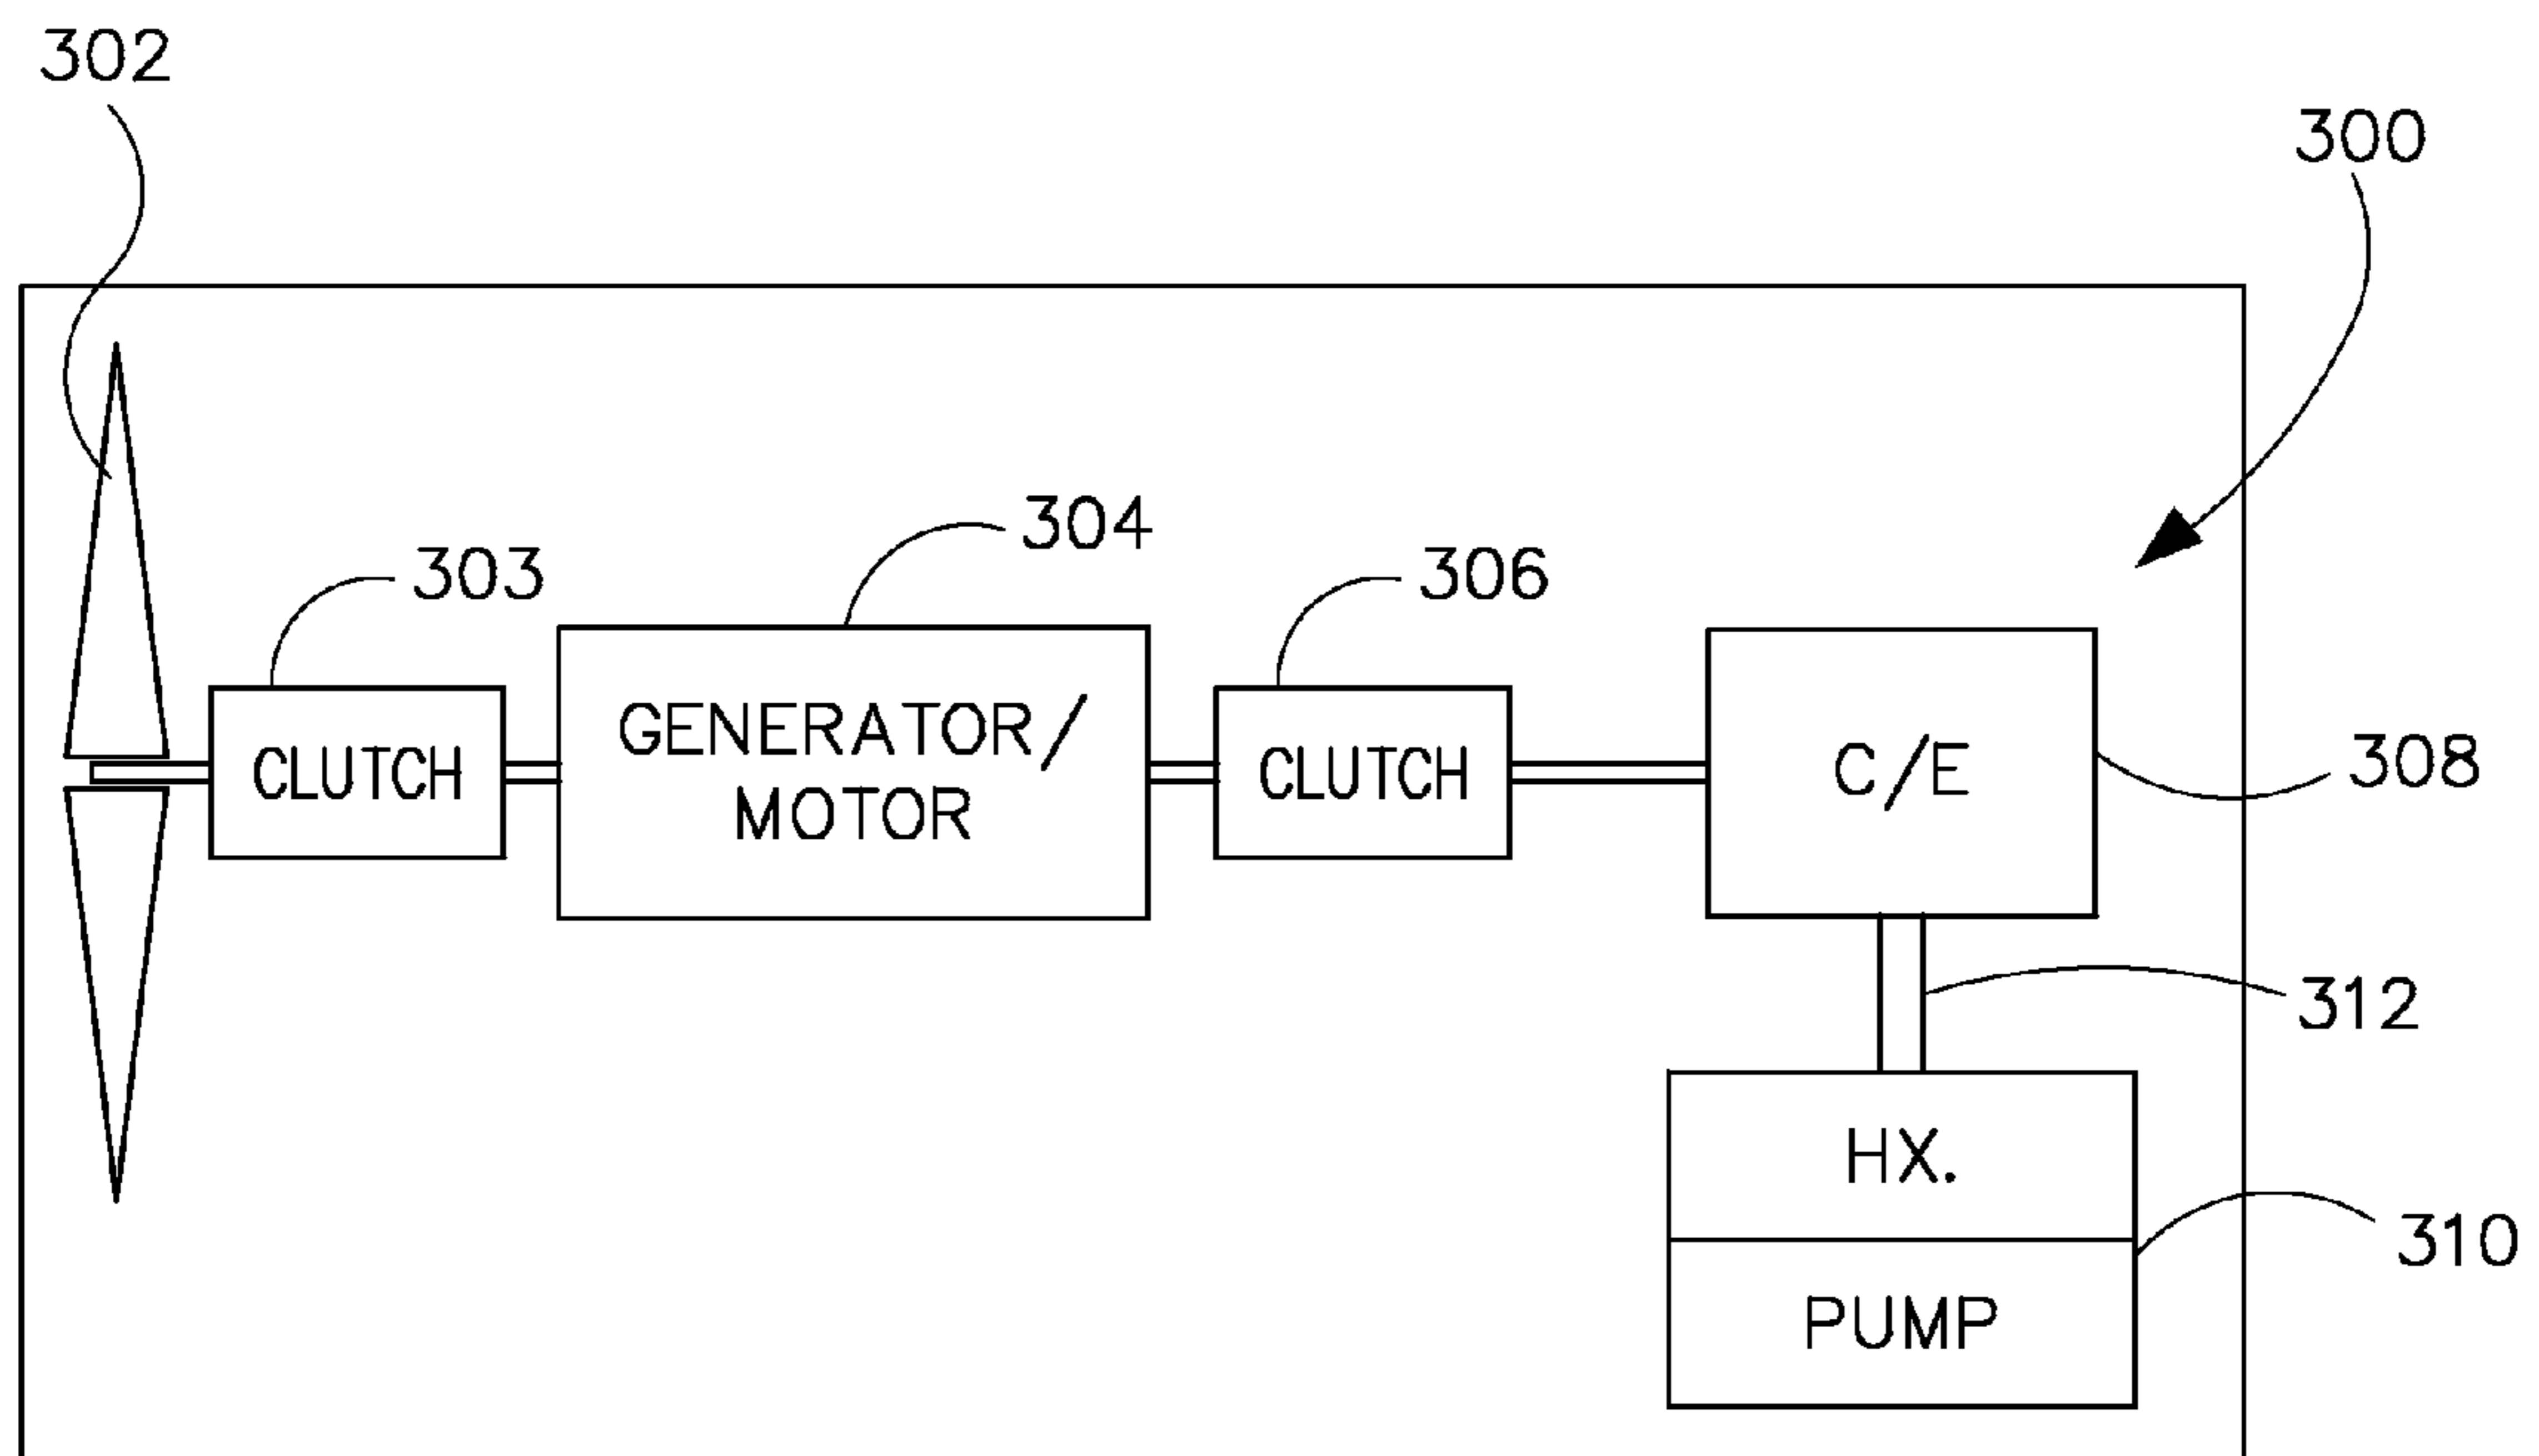 302
300
304
303
306
GENERATOR/
MOTOR
CLUTCH
CLUTCH
C/E
308
312
HX.
310
PUMP